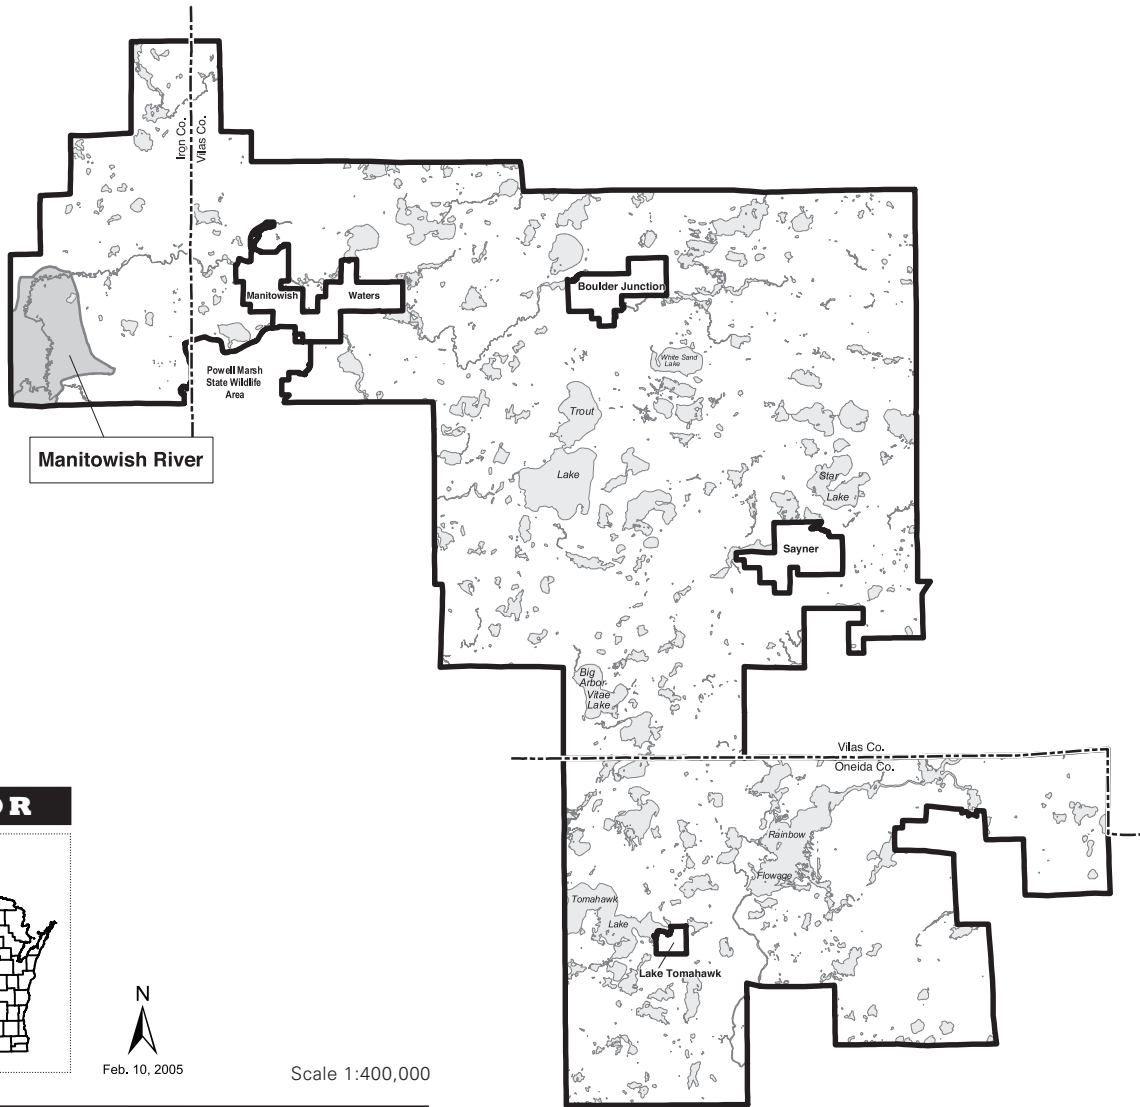 Iron Co.
Vilas Co.
Manitowish
Waters
Boulder Junction
Powell Marsh
State Wildlife
Area
White Sand
Lake
Trout
Lake
Manitowish River
Star
Lake
Sayner
Big
Arbor
Vitae
Lake
Vilas Co.
Oneida Co.
Rainbow
Flowage
Tomahawk
Lake
Lake Tomahawk
OR
N
Feb. 10, 2005
Scale 1:400,000